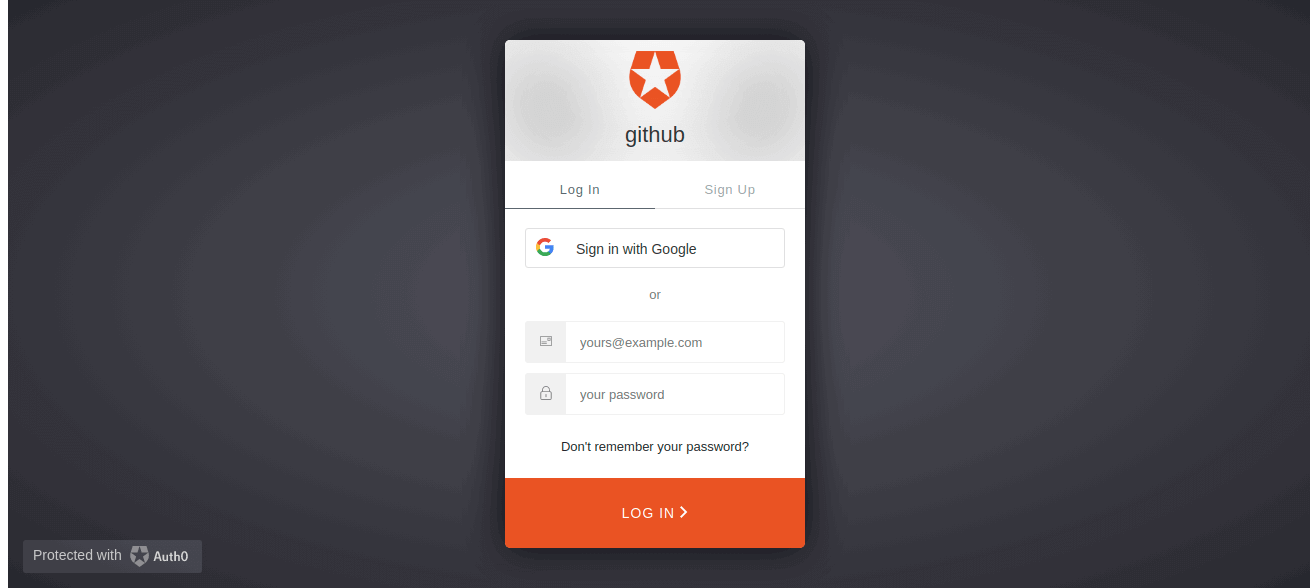 github
Log In
Sign Up
Sign in with Google
or
yours@example.com
your password
Don't remember your password?
LOG IN
Protected with Auth0